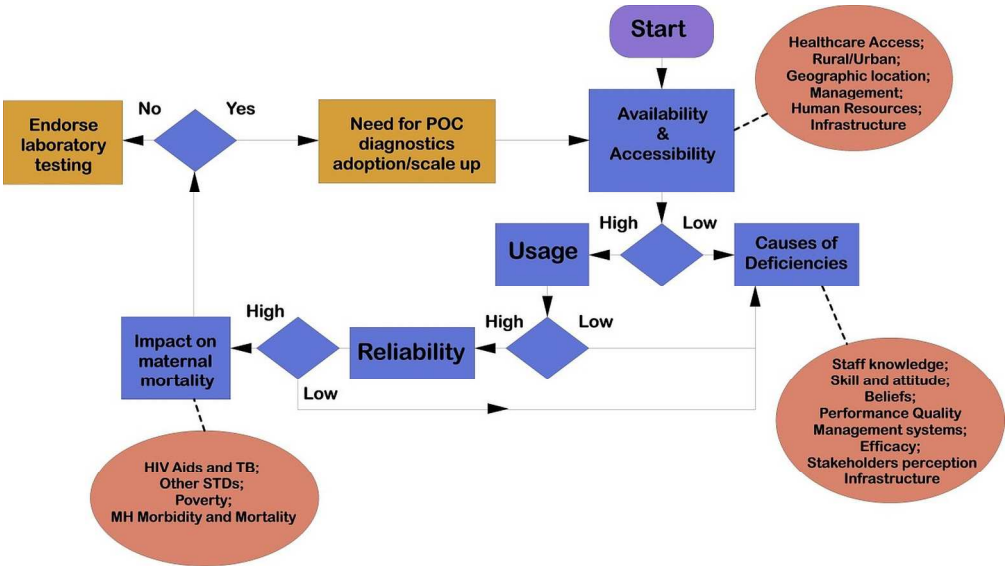 Start
Healthcare Access;
Rural/Urban;
Geographic location;
Management;
Human Resources;
Infrastructure
No
Yes
Endorse
laboratory
testing
Need for POC
diagnostics
adoption/scale up
Availability
&
Accessibility
High
Low
Usage
Causes of
Deficiencies
High
Low
High
Low
Impact on
maternal
mortality
Reliability
Staff knowledge;
Skill and attitude;
Beliefs;
Performance Quality
Management systems;
Efficacy;
Stakeholders perception
Infrastructure
HIV Aids and TB;
Other STDs;
Poverty;
MH Morbidity and Mortality